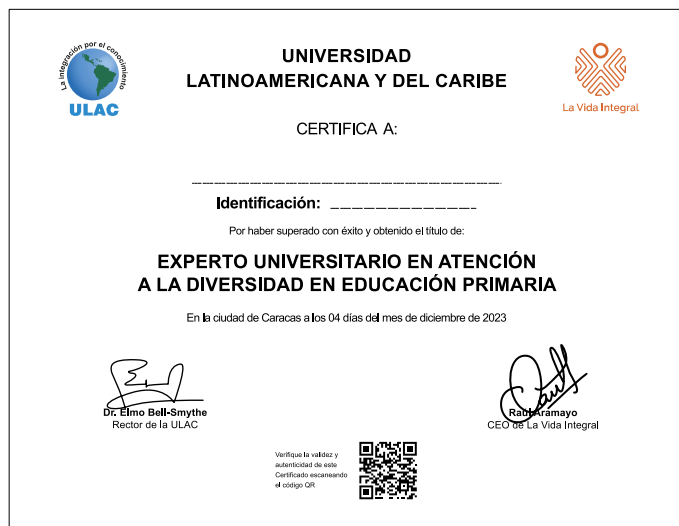 La integración por el conocimiento
ULAC
UNIVERSIDAD
LATINOAMERICANA Y DEL CARIBE
La Vida Integral
CERTIFICA A:
Identificación:
Por haber superado con éxito y obtenido el título de:
EXPERTO UNIVERSITARIO EN ATENCIÓN
A LA DIVERSIDAD EN EDUCACIÓN PRIMARIA
En la ciudad de Caracas a los 04 días del mes de diciembre de 2023
Dr. Elmo Bell-Smythe
Rector de la ULAC
Raúl Aramayo
CEO de La Vida Integral
Verifique la validez y
autenticidad de este
Certificado escaneando
el código QR